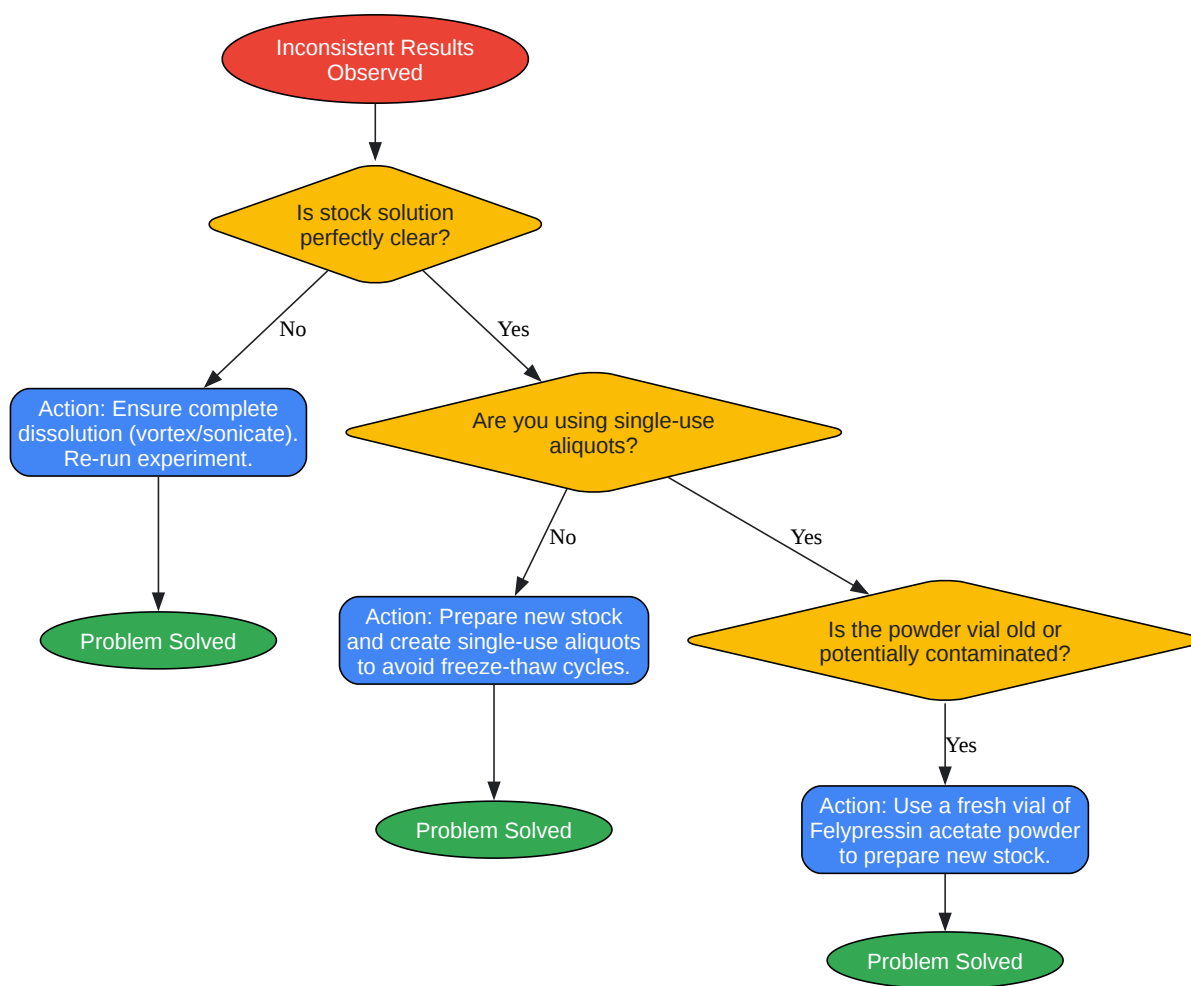 Inconsistent Results
Observed
Is stock solution
perfectly clear?
No
Yes
Action: Ensure complete
dissolution (vortex/sonicate).
Re-run experiment.
Are you using single-use
aliquots?
No
Yes
Problem Solved
Action: Prepare new stock
and create single-use aliquots
to avoid freeze-thaw cycles.
Is the powder vial old or
potentially contaminated?
Yes
Problem Solved
Action: Use a fresh vial of
Felypressin acetate powder
to prepare new stock.
Problem Solved